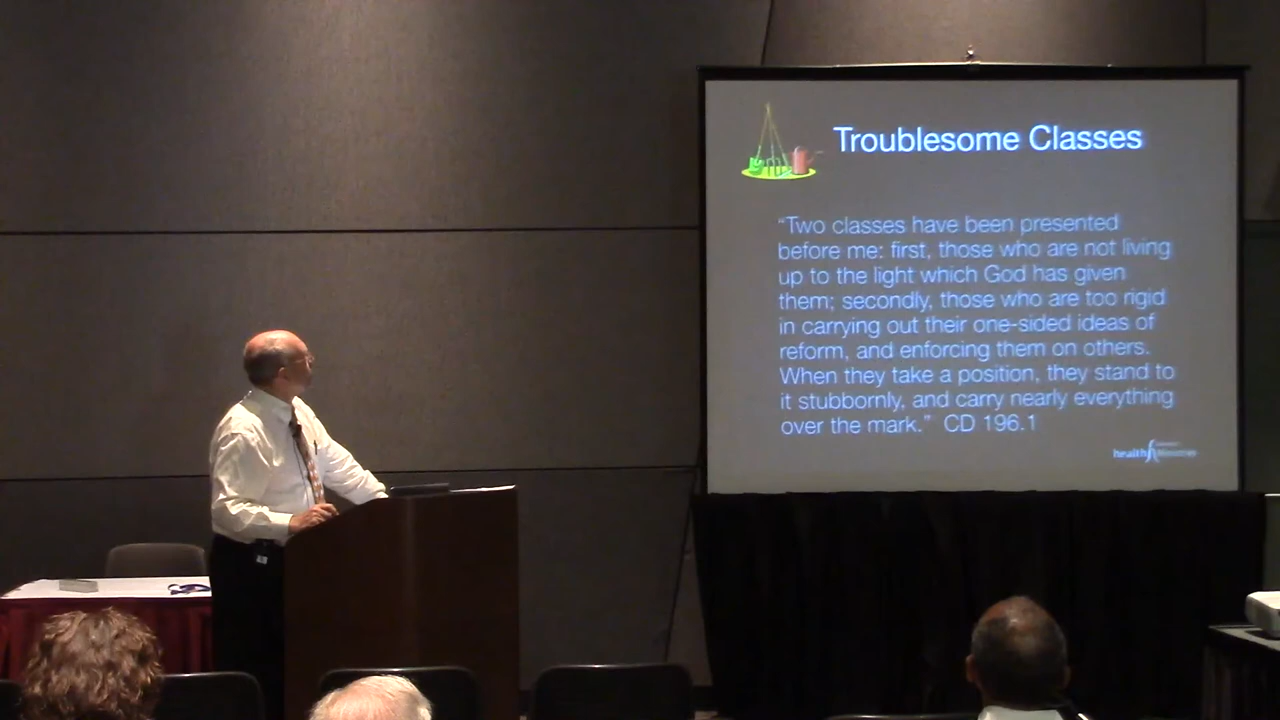 Troublesome Classes
“Two classes have been presented
before me: first, those who are not living
up to the light which God has given
them; secondly, those who are too rigid
in carrying out their one-sided ideas of
reform, and enforcing them on others.
When they take a position, they stand to
it stubbornly, and carry nearly everything
over the mark.” CD 196.1
health Ministries